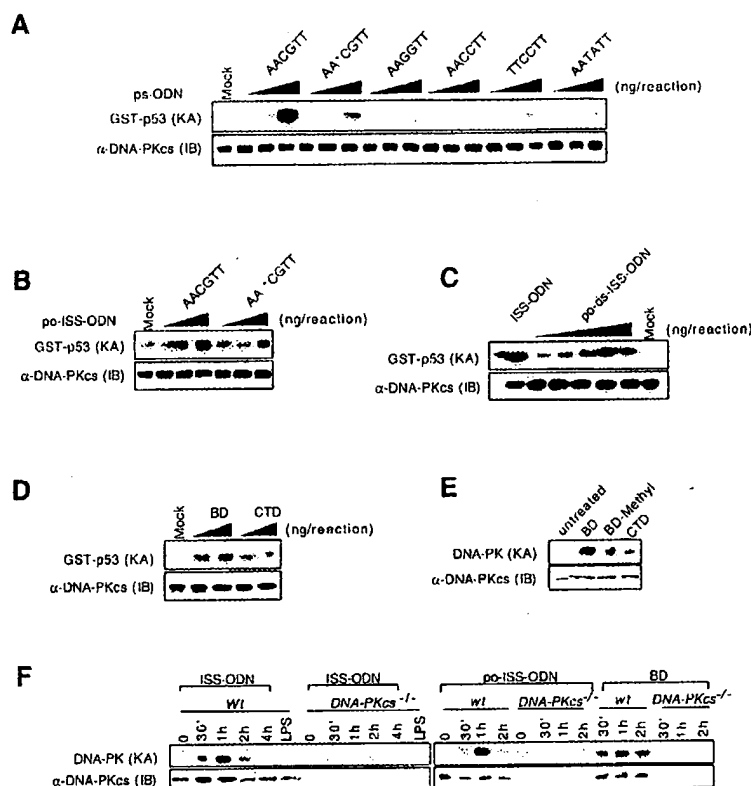 A
AACGTT AA*CGTT AAGGTT AACCTT TTCCTT AATATT
ps-ODN Mock (ng/reaction)
GST-p53 (KA)
α-DNA-PKcs (IB)
B
AACGTT AA*CGTT
po-ISS-ODN Mock (ng/reaction)
GST-p53 (KA)
α-DNA-PKcs (IB)
C
ISS-ODN po-ds-ISS-ODN Mock
(ng/reaction)
GST-p53 (KA)
α-DNA-PKcs (IB)
D
Mock BD CTD
(ng/reaction)
GST-p53 (KA)
α-DNA-PKcs (IB)
E
untreated BD BD-Methyl CTD
DNA-PK (KA)
α-DNA-PKcs (IB)
F
ISS-ODN ISS-ODN po-ISS-ODN BD
Wt DNA-PKcs-/- wt DNA-PKcs-/- wt DNA-PKcs-/-
0 30' 1h 2h 4h LPS 0 30' 1h 2h 4h LPS 0 30' 1h 2h 0 30' 1h 2h 30' 1h 2h 30' 1h 2h
DNA-PK (KA)
α-DNA-PKcs (IB)